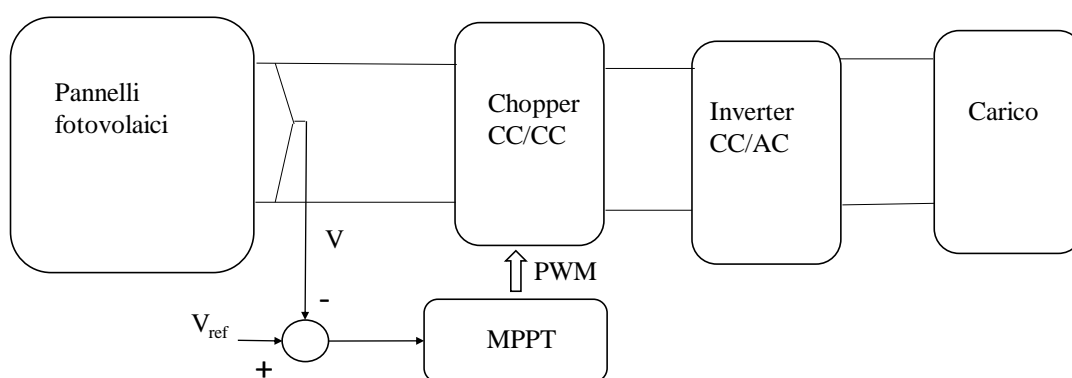 Pannelli
fotovolaici
Chopper
CC/CC
Inverter
CC/AC
Carico
V
PWM
-
V_ref
+
MPPT